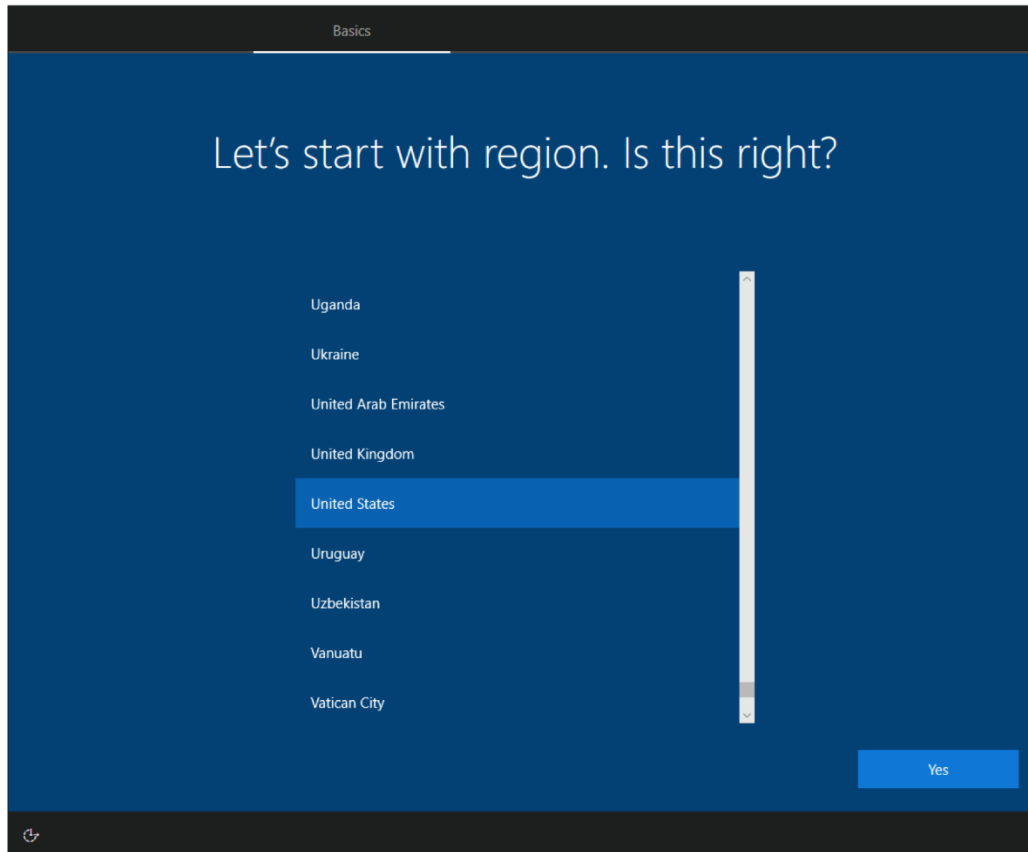 Basics
Let's start with region. Is this right?
Uganda
Ukraine
United Arab Emirates
United Kingdom
United States
Uruguay
Uzbekistan
Vanuatu
Vatican City
Yes